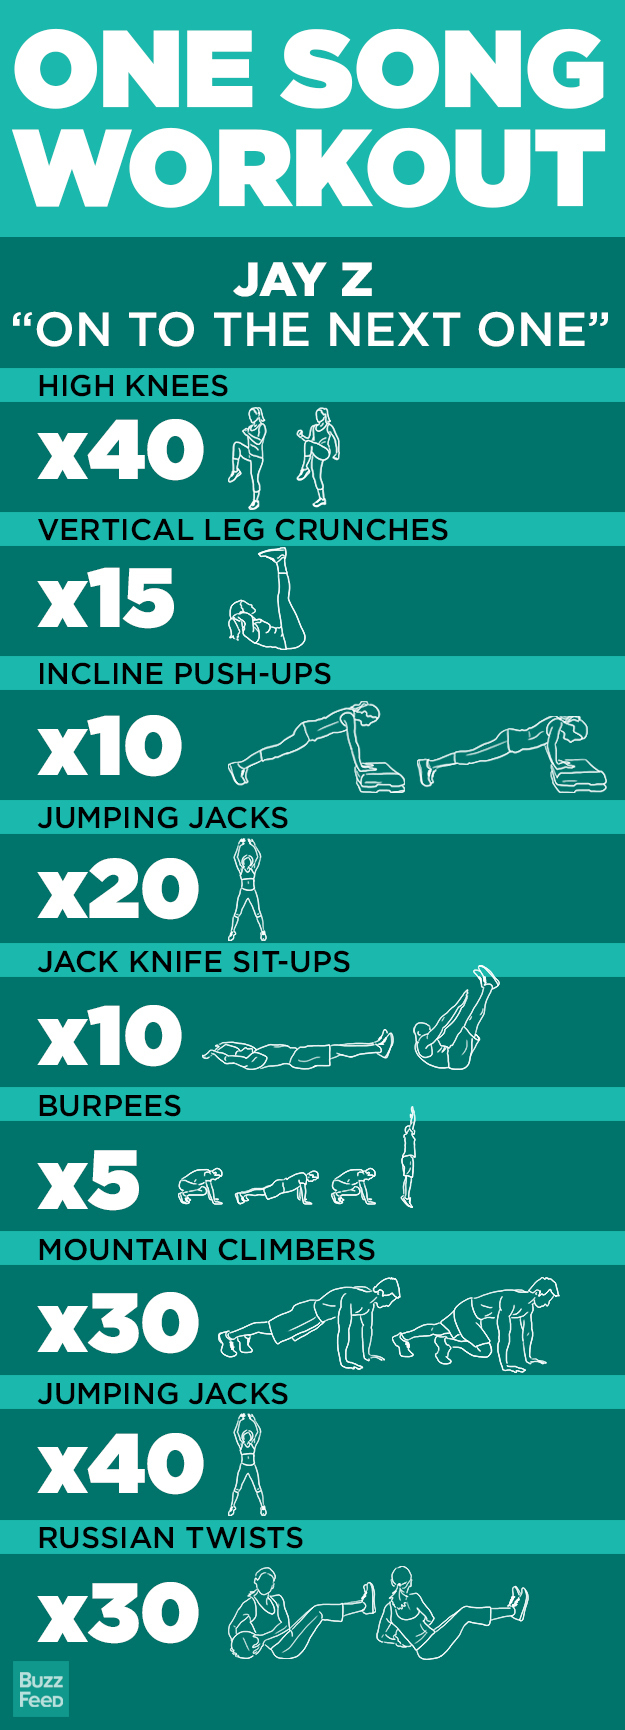 ONE SONG
WORKOUT
JAY Z
“ON TO THE NEXT ONE”
HIGH KNEES
x40
VERTICAL LEG CRUNCHES
x15
INCLINE PUSH-UPS
x10
JUMPING JACKS
x20
JACK KNIFE SIT-UPS
x10
BURPEES
x5
MOUNTAIN CLIMBERS
x30
JUMPING JACKS
x40
RUSSIAN TWISTS
x30
BUZZ
FEED